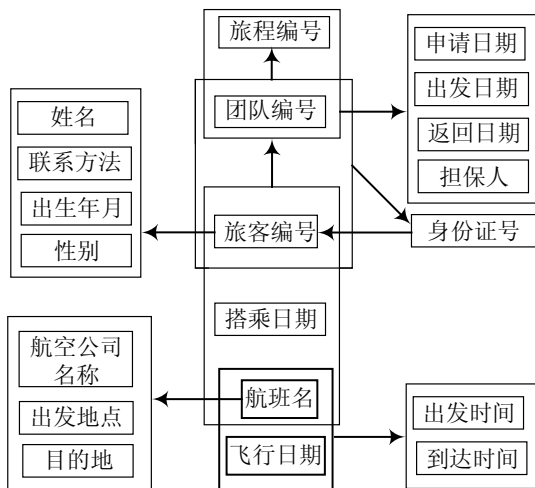 旅程编号
团队编号
申请日期
出发日期
返回日期
担保人
姓名
联系方法
出生年月
性别
旅客编号
身份证号
搭乘日期
航空公司
名称
出发地点
目的地
航班名
飞行日期
出发时间
到达时间